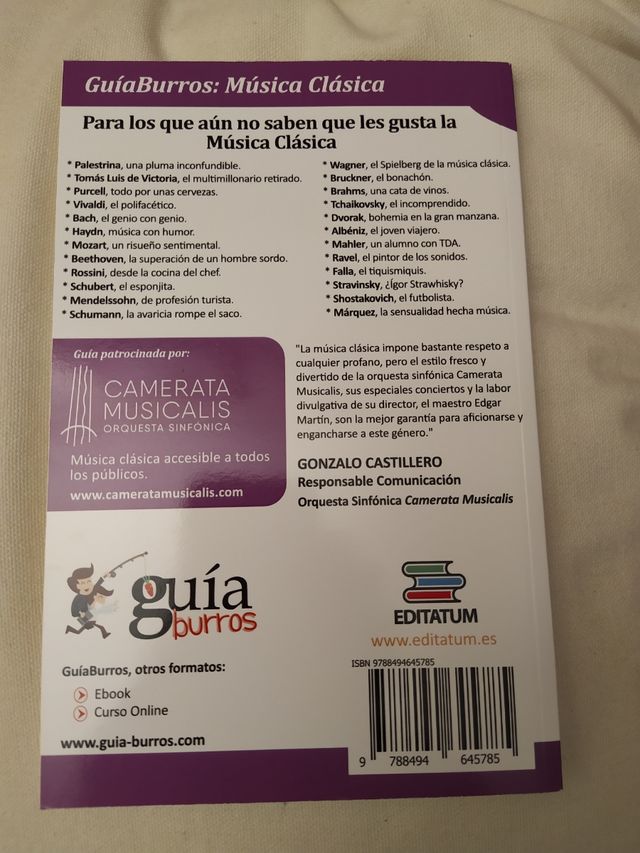 GuíaBurros: Música Clásica
Para los que aún no saben que les gusta la
Música Clásica
* Palestrina, una pluma inconfundible.
* Tomás Luis de Victoria, el multimillonario retirado.
* Purcell, todo por unas cervezas.
* Vivaldi, el polifacético.
* Bach, el genio con genio.
* Haydn, música con humor.
* Mozart, un risueño sentimental.
* Beethoven, la superación de un hombre sordo.
* Rossini, desde la cocina del chef.
* Schubert, el esponjita.
* Mendelssohn, de profesión turista.
* Schumann, la avaricia rompe el saco.
* Wagner, el Spielberg de la música clásica.
* Bruckner, el bonachón.
* Brahms, una cata de vinos.
* Tchaikovsky, el incomprendido.
* Dvorak, bohemia en la gran manzana.
* Albéniz, el joven viajero.
* Mahler, un alumno con TDA.
* Ravel, el pintor de los sonidos.
* Falla, el tiquismiquis.
* Stravinsky, ¿Ígor Strawhisky?
* Shostakovich, el futbolista.
* Márquez, la sensualidad hecha música.
Guía patrocinada por:
CAMERATA
MUSICALIS
ORQUESTA SINFÓNICA
Música clásica accesible a todos
los públicos.
www.cameratamusicalis.com
"La música clásica impone bastante respeto a
cualquier profano, pero el estilo fresco y
divertido de la orquesta sinfónica Camerata
Musicalis, sus especiales conciertos y la labor
divulgativa de su director, el maestro Edgar
Martín, son la mejor garantía para aficionarse y
engancharse a este género."
GONZALO CASTILLERO
Responsable Comunicación
Orquesta Sinfónica Camerata Musicalis
guía
burros
EDITATUM
www.editatum.es
GuíaBurros, otros formatos:
Ebook
Curso Online
www.guia-burros.com
ISBN 9788494645785
9 788494 645785